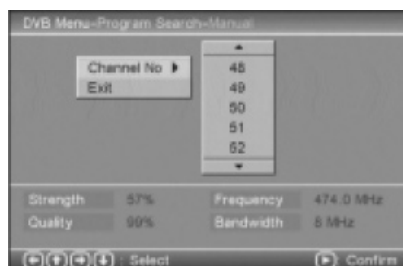 DVB Menu-Program Search-Manual
Channel No
Exit
48
49
50
51
52
Strength 57% Frequency 474.0 MHz
Quality 99% Bandwidth 8 MHz
: Select : Confirm